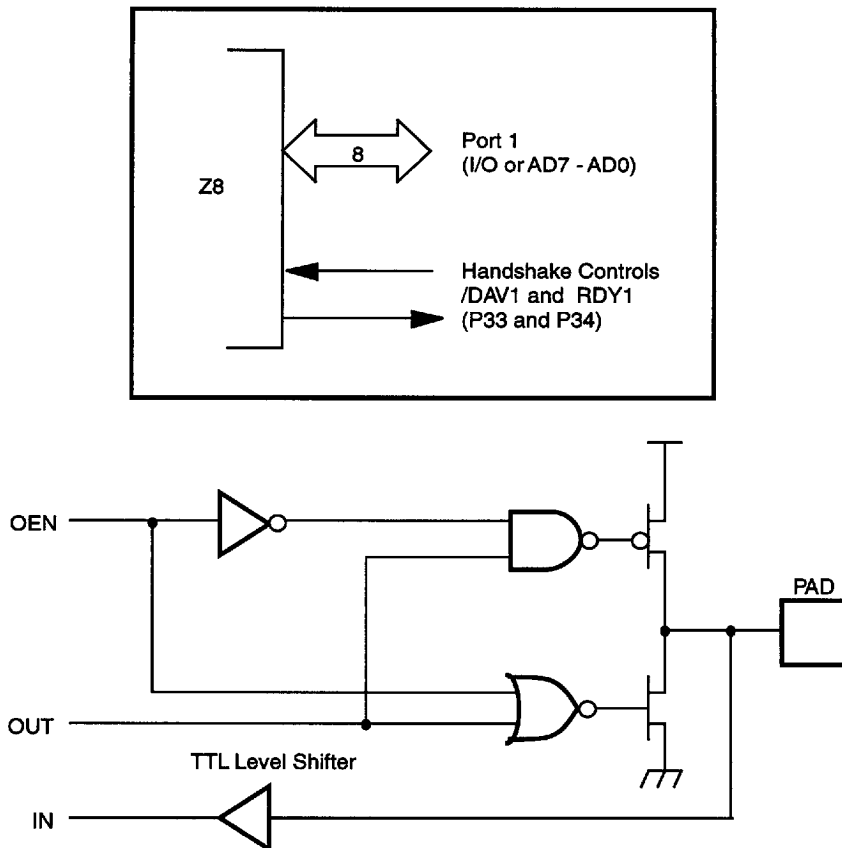 Z8
8
Port 1
(I/O or AD7 - AD0)
Handshake Controls
/DAV1 and RDY1
(P33 and P34)
OEN
PAD
OUT
TTL Level Shifter
IN